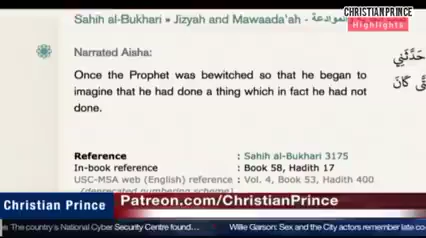 CHRISTIANPRINCE
Highlights
Sahih al-Bukhari » Jizyah and Mawaada'ah - الموادعة
Narrated Aisha:
حَدَّثَنِي
Once the Prophet was bewitched so that he began to
imagine that he had done a thing which in fact he had not
done.
Reference : Sahih al-Bukhari 3175
In-book reference : Book 58, Hadith 17
USC-MSA web (English) reference : Vol. 4, Book 53, Hadith 400
(deprecated numbering scheme)
Christian Prince
Patreon.com/ChristianPrince
The country's National Cyber Security Centre found…
Willie Garson: Sex and the City actors remember late co